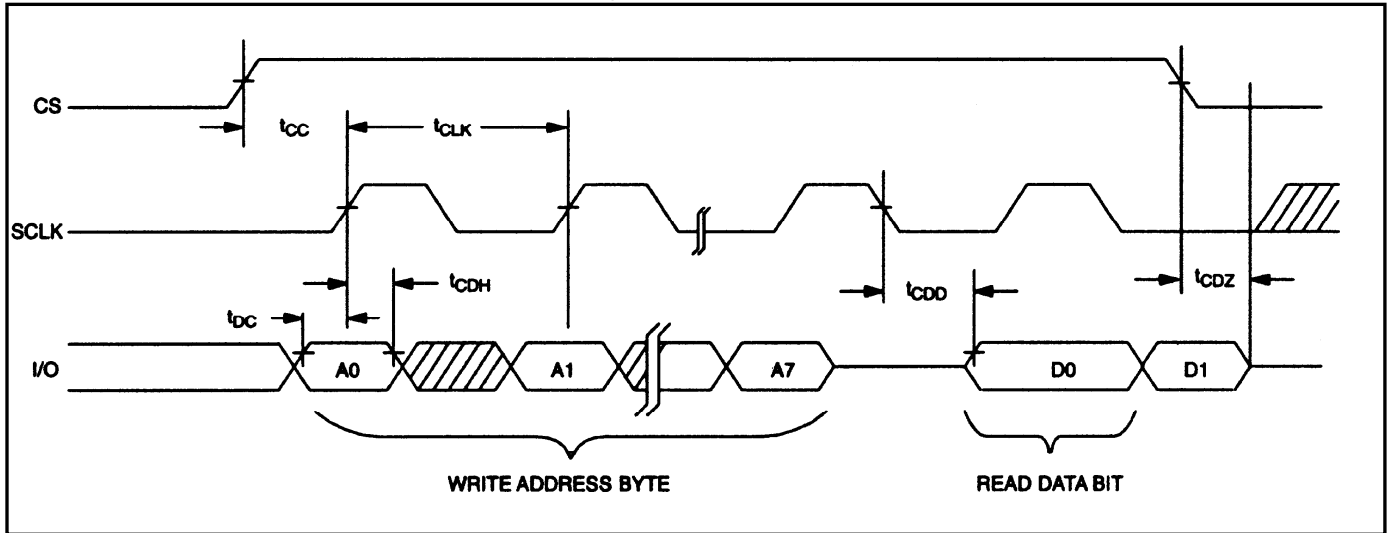 CS
tCC
tCLK
SCLK
tCDH
tCDD
tCDZ
tDC
I/O
A0
A1
A7
D0
D1
WRITE ADDRESS BYTE
READ DATA BIT